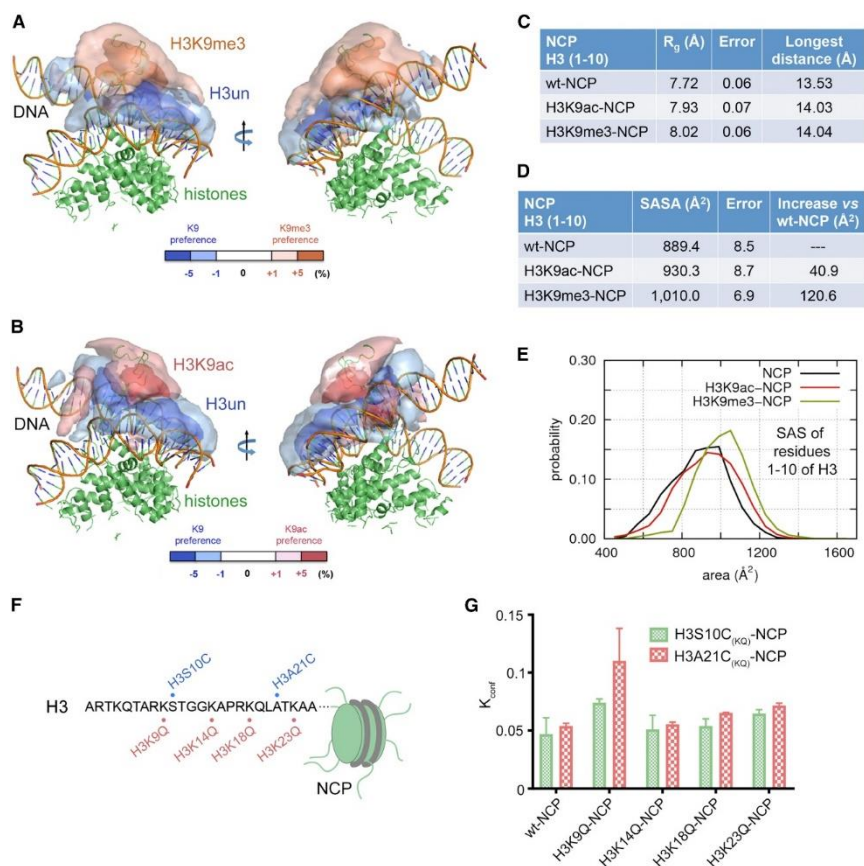 A
H3K9me3
H3un
DNA
histones
K9
preference
K9me3
preference
-5 -1 0 +1 +5 (%)
B
H3K9ac
H3un
DNA
histones
K9
preference
K9ac
preference
-5 -1 0 +1 +5 (%)
C
NCP
H3 (1-10) Rg (Å) Error Longest
distance (Å)
wt-NCP 7.72 0.06 13.53
H3K9ac-NCP 7.93 0.07 14.03
H3K9me3-NCP 8.02 0.06 14.04
D
NCP
H3 (1-10) SASA (Å²) Error Increase vs
wt-NCP (Å²)
wt-NCP 889.4 8.5 ---
H3K9ac-NCP 930.3 8.7 40.9
H3K9me3-NCP 1,010.0 6.9 120.6
E
0.30
0.20
0.10
0.00
probability
NCP
H3K9ac–NCP
H3K9me3–NCP
SAS of
residues
1-10 of H3
400 800 1200 1600
area (Å²)
F
H3S10C H3A21C
H3 ARTKQTARKSTGGKAPRKQLATKAA
H3K9Q H3K14Q H3K18Q H3K23Q
NCP
G
0.15
0.10
0.05
0
Kconf
H3S10C(KQ)-NCP
H3A21C(KQ)-NCP
wt-NCP
H3K9Q-NCP
H3K14Q-NCP
H3K18Q-NCP
H3K23Q-NCP